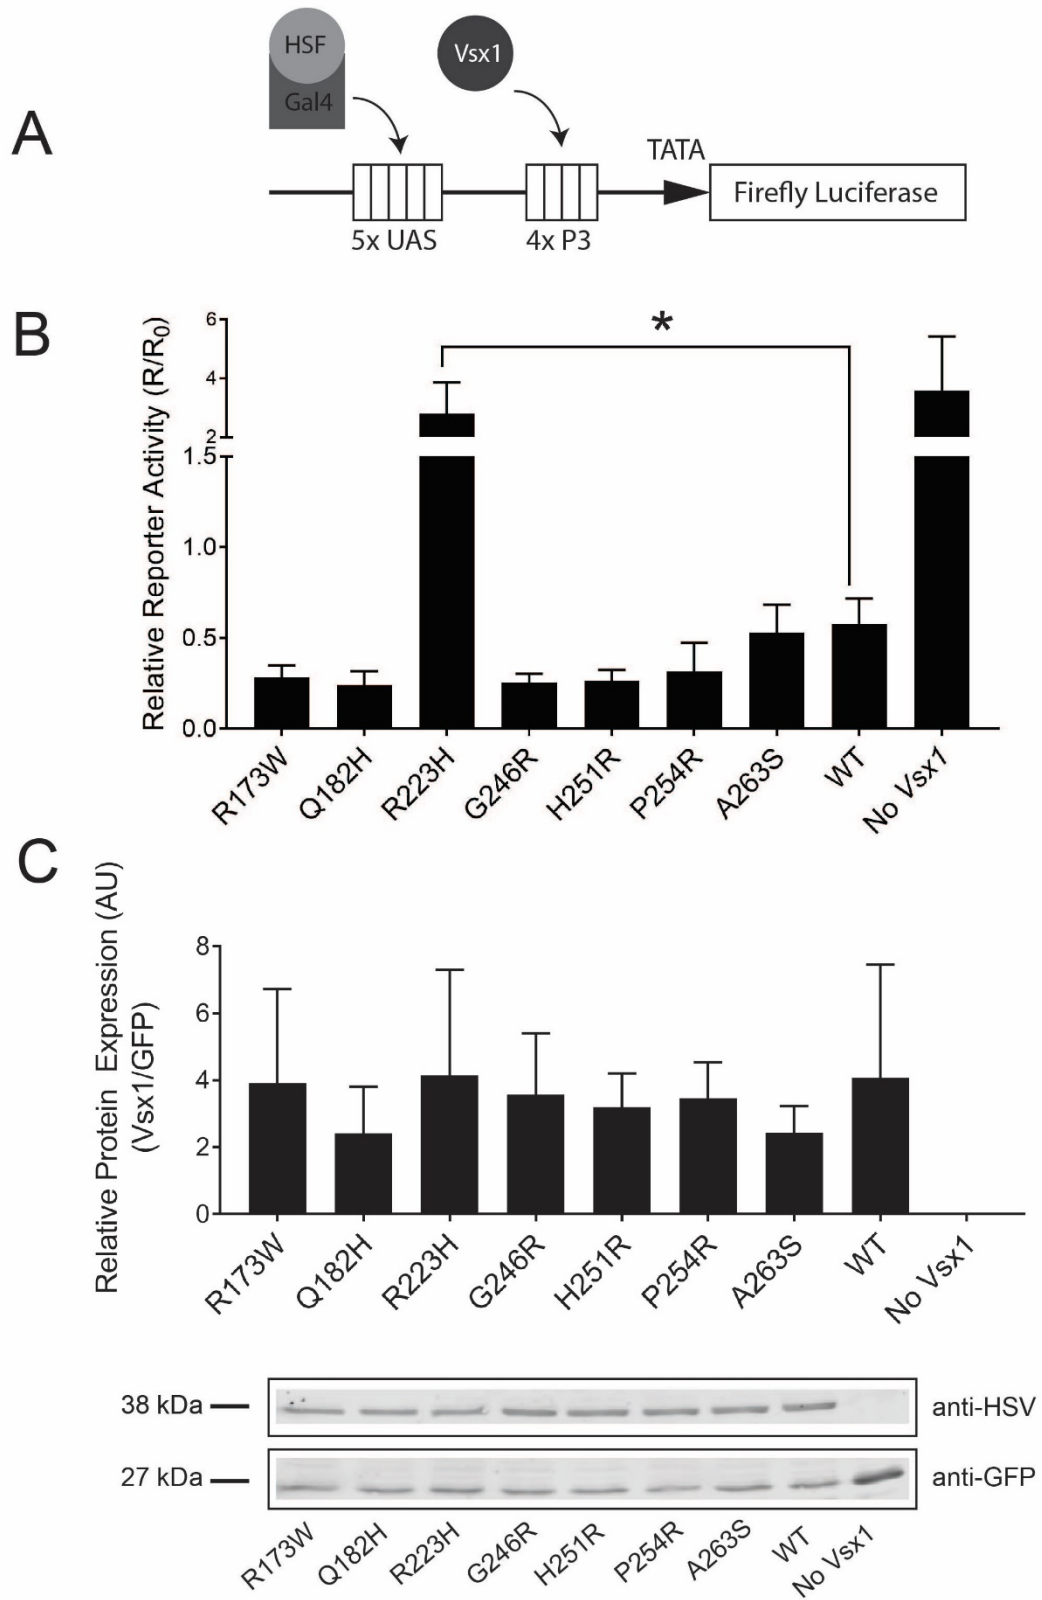 A
HSF
Gal4
Vsx1
TATA
Firefly Luciferase
5x UAS
4x P3
B
Relative Reporter Activity (R/R₀)
6
4
2
1.5
1.0
0.5
0.0
*
R173W
Q182H
R223H
G246R
H251R
P254R
A263S
WT
No Vsx1
C
Relative Protein Expression (AU)
(Vsx1/GFP)
8
6
4
2
0
R173W
Q182H
R223H
G246R
H251R
P254R
A263S
WT
No Vsx1
38 kDa
anti-HSV
27 kDa
anti-GFP
R173W
Q182H
R223H
G246R
H251R
P254R
A263S
WT
No Vsx1